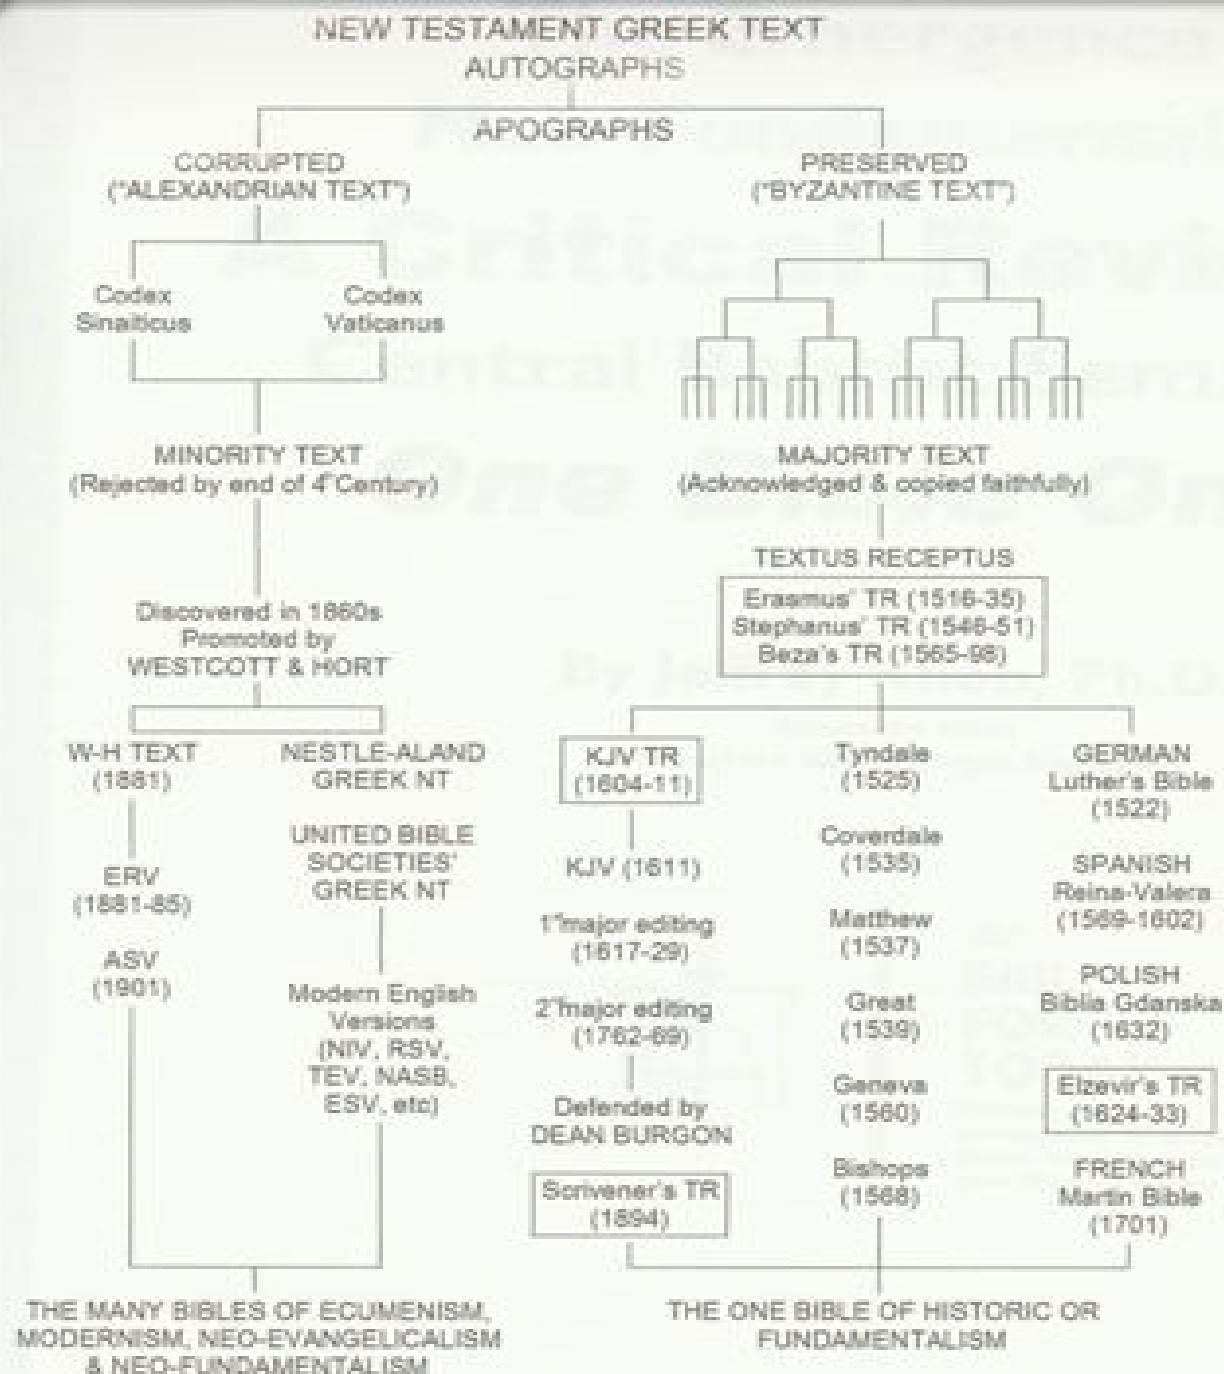 NEW TESTAMENT GREEK TEXT
AUTOGRAPHS
APOGRAPHS
CORRUPTED
("ALEXANDRIAN TEXT")
Codex
Sinaiticus
Codex
Vaticanus
MINORITY TEXT
(Rejected by end of 4" Century)
Discovered in 1860s
Promoted by
WESTCOTT & HORT
W-H TEXT
(1881)
ERV
(1881-85)
ASV
(1901)
NESTLE-ALAND
GREEK NT
UNITED BIBLE
SOCIETIES'
GREEK NT
Modern English
Versions
(NIV, RSV,
TEV, NASB,
ESV, etc)
THE MANY BIBLES OF ECUMENISM,
MODERNISM, NEO-EVANGELICALISM
& NEO-FUNDAMENTALISM
PRESERVED
("BYZANTINE TEXT")
MAJORITY TEXT
(Acknowledged & copied faithfully)
TEXTUS RECEPTUS
Erasmus' TR (1516-35)
Stephanus' TR (1546-51)
Beza's TR (1565-98)
KJV TR
(1604-11)
KJV (1611)
1" major editing
(1617-29)
2" major editing
(1762-69)
Defended by
DEAN BURGON
Scrivener's TR
(1894)
Tyndale
(1525)
Coverdale
(1535)
Matthew
(1537)
Great
(1539)
Geneva
(1560)
Bishops
(1568)
GERMAN
Luther's Bible
(1522)
SPANISH
Reina-Valera
(1569-1602)
POLISH
Biblia Gdanska
(1632)
Elzevir's TR
(1624-33)
FRENCH
Martin Bible
(1701)
THE ONE BIBLE OF HISTORIC OR
FUNDAMENTALISM